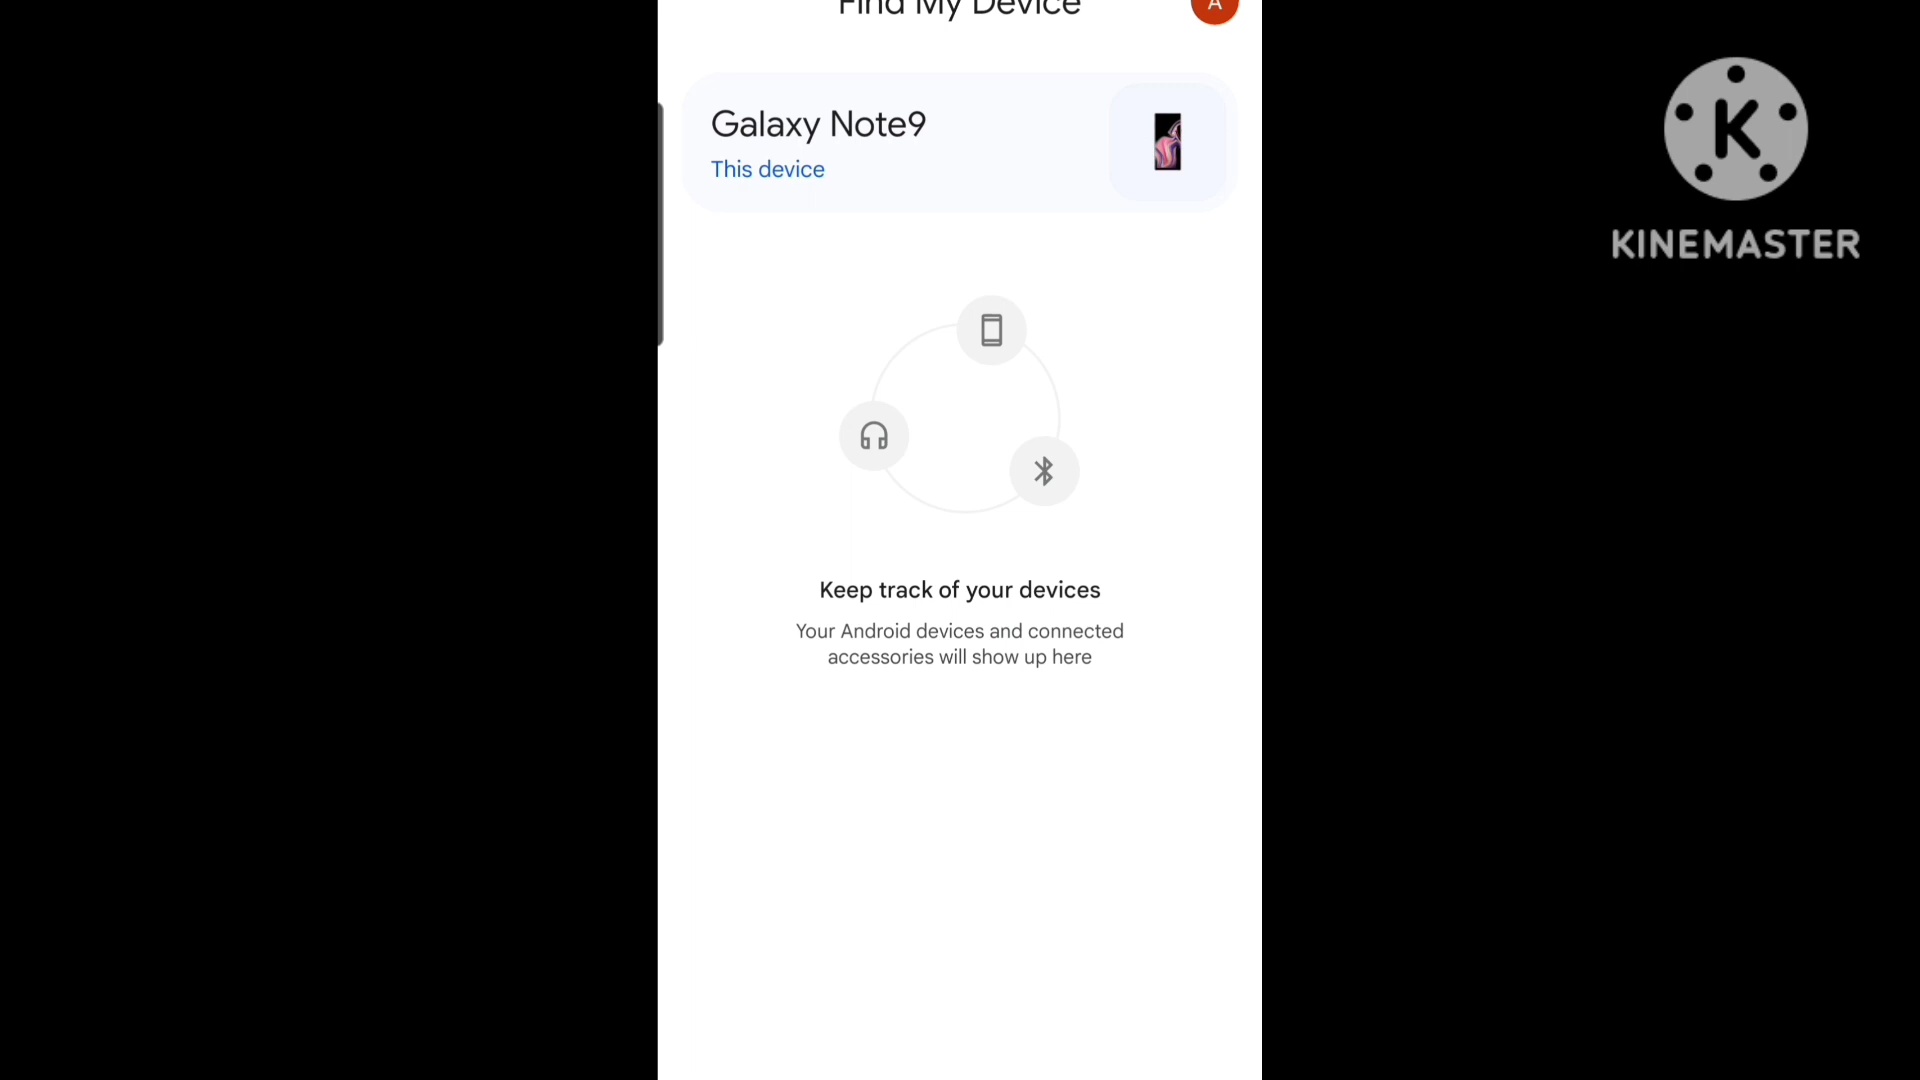 Find My Device
A
Galaxy Note9
This device
Keep track of your devices
Your Android devices and connected
accessories will show up here
K
KINEMASTER